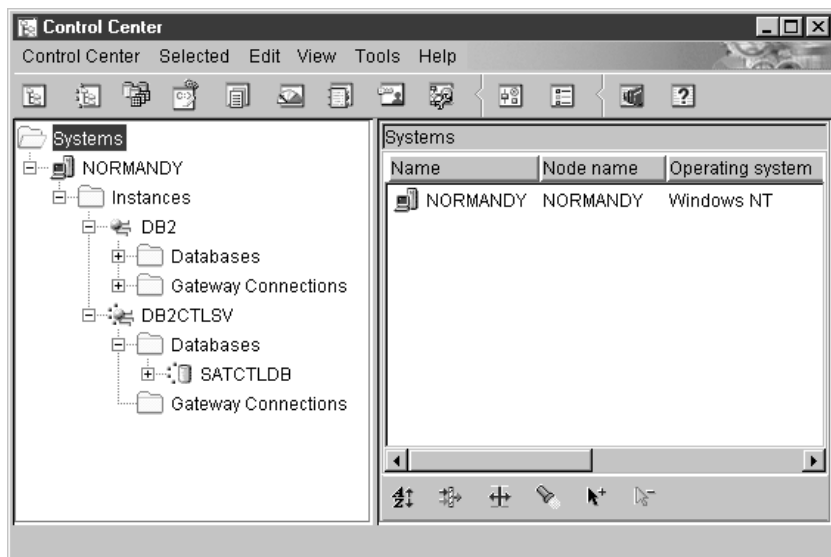 Control Center
Control Center Selected Edit View Tools Help
Systems
NORMANDY
Instances
DB2
Databases
Gateway Connections
DB2CTLSV
Databases
SATCTLDB
Gateway Connections
Systems
Name Node name Operating system
NORMANDY NORMANDY Windows NT